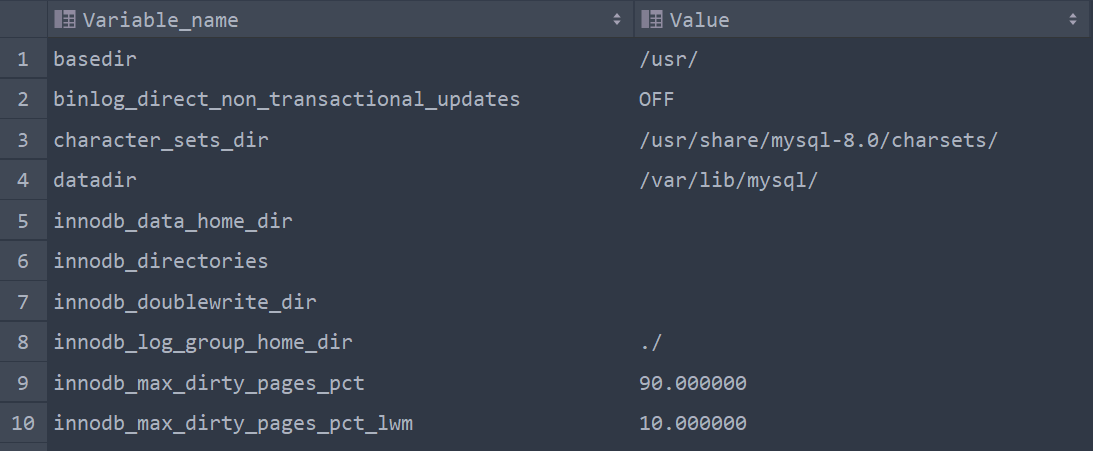 Variable_name Value
1 basedir /usr/
2 binlog_direct_non_transactional_updates OFF
3 character_sets_dir /usr/share/mysql-8.0/charsets/
4 datadir /var/lib/mysql/
5 innodb_data_home_dir
6 innodb_directories
7 innodb_doublewrite_dir
8 innodb_log_group_home_dir ./
9 innodb_max_dirty_pages_pct 90.000000
10 innodb_max_dirty_pages_pct_lwm 10.000000